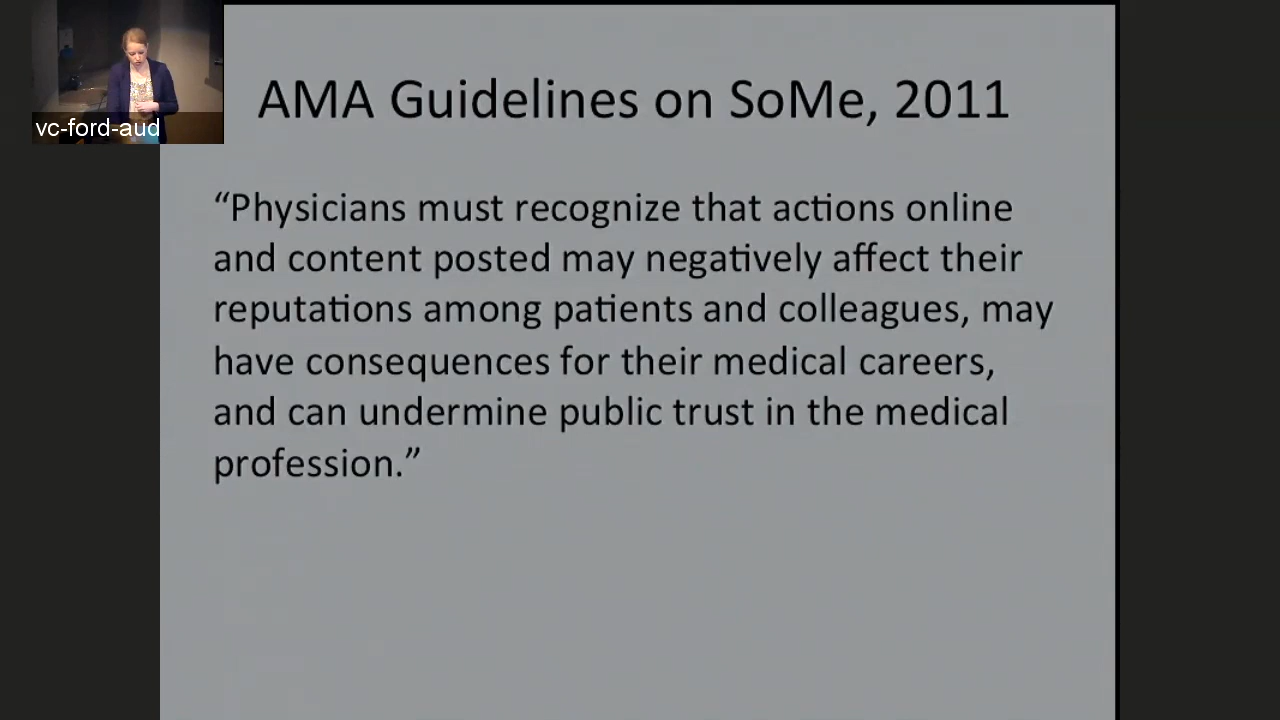 vc-ford-aud
AMA Guidelines on SoMe, 2011
“Physicians must recognize that actions online
and content posted may negatively affect their
reputations among patients and colleagues, may
have consequences for their medical careers,
and can undermine public trust in the medical
profession.”